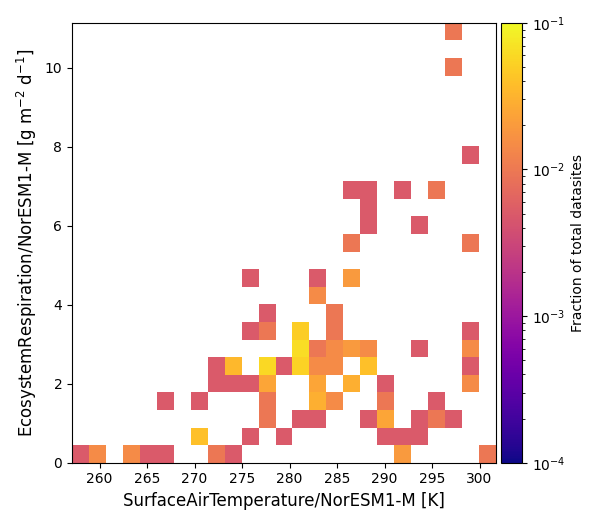 EcosystemRespiration/NorESM1-M [g m⁻² d⁻¹]
10
8
6
4
2
0
260 265 270 275 280 285 290 295 300
SurfaceAirTemperature/NorESM1-M [K]
10⁻¹
10⁻²
10⁻³
10⁻⁴
Fraction of total datasites